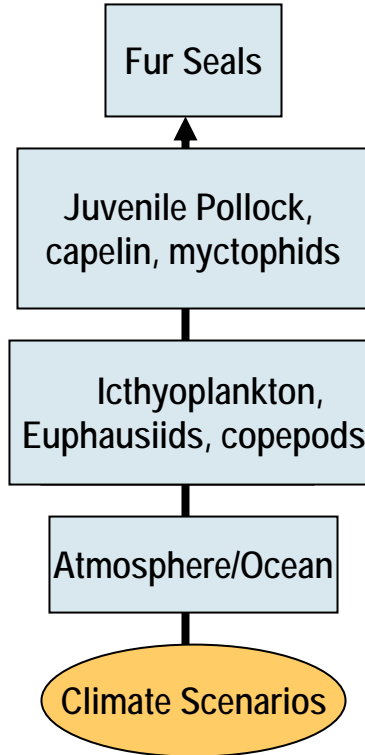 Fur Seals
Juvenile Pollock,
capelin, myctophids
Icthyoplankton,
Euphausiids, copepods
Atmosphere/Ocean
Climate Scenarios